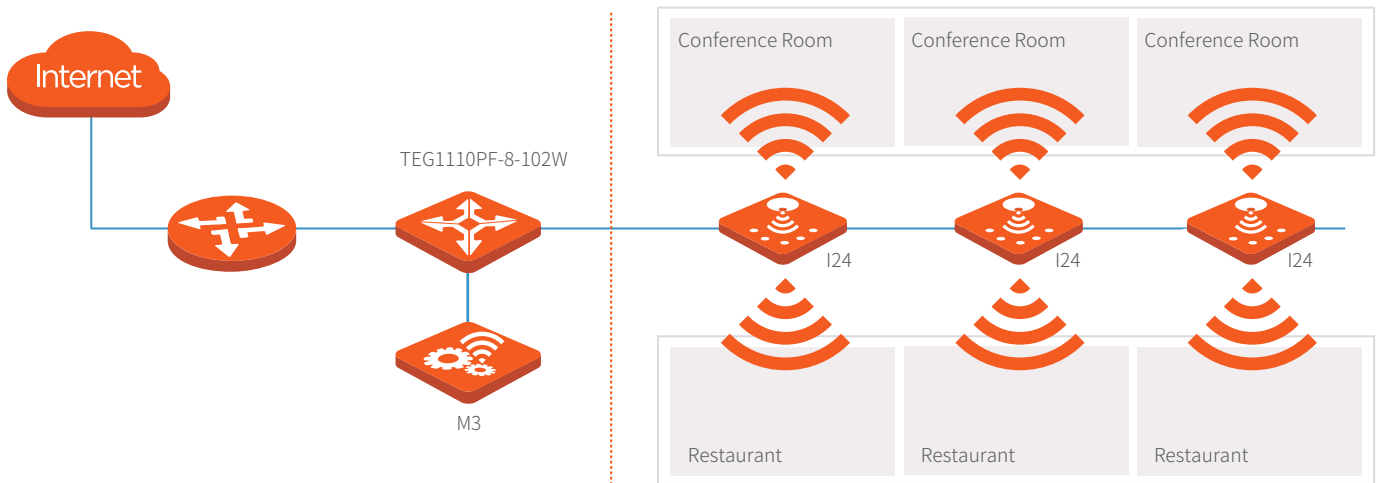 Conference Room
Conference Room
Conference Room
Internet
TEG1110PF-8-102W
I24
I24
I24
M3
Restaurant
Restaurant
Restaurant